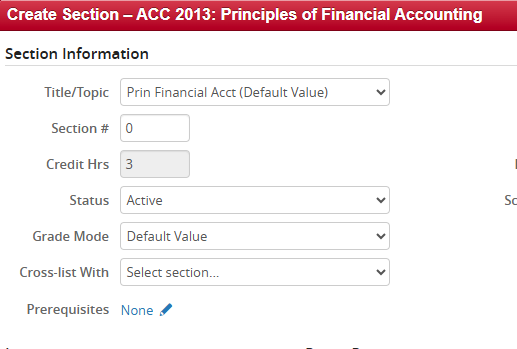 Create Section – ACC 2013: Principles of Financial Accounting
Section Information
Title/Topic Prin Financial Acct (Default Value)
Section # 0
Credit Hrs 3
Status Active
Sc
Grade Mode Default Value
Cross-list With Select section...
Prerequisites None